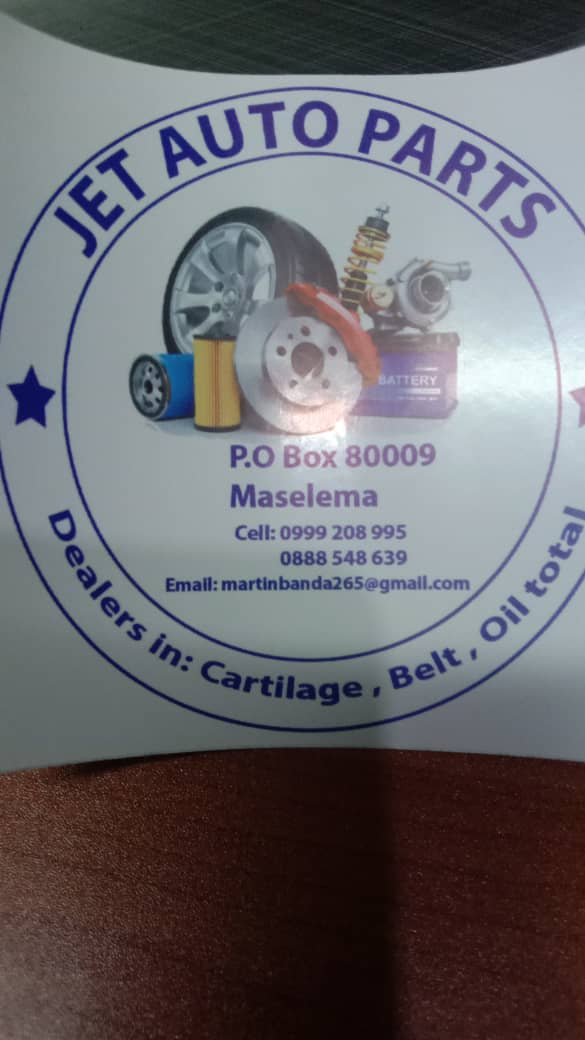 JET AUTO PARTS
BATTERY
P.O Box 80009
Maselema
Cell: 0999 208 995
0888 548 639
Email: martinbanda265@gmail.com
Dealers in: Cartilage , Belt , Oil total